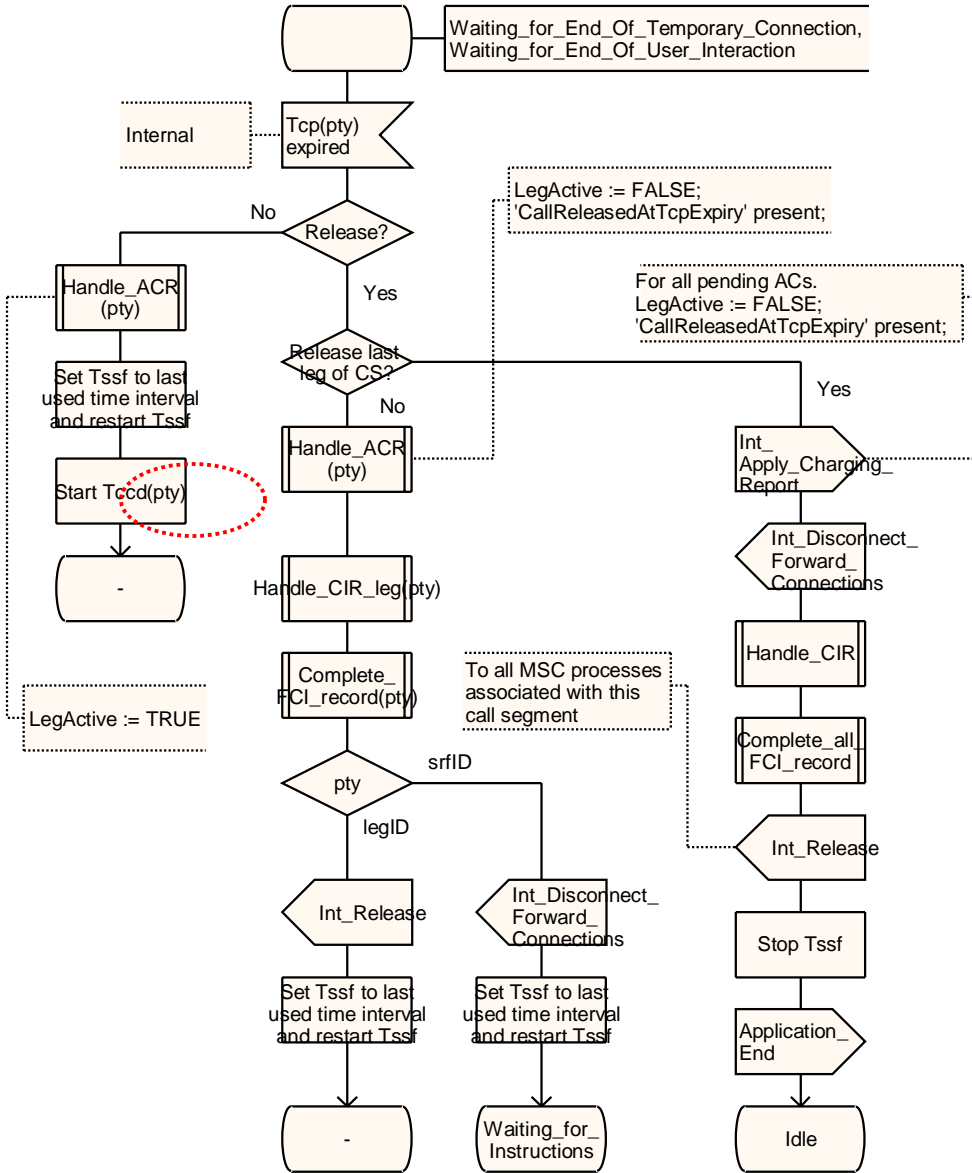 Waiting_for_End_Of_Temporary_Connection,
Waiting_for_End_Of_User_Interaction
Internal
Tcp(pty)
expired
LegActive := FALSE;
'CallReleasedAtTcpExpiry' present;
No
Release?
Handle_ACR
(pty)
Yes
For all pending ACs.
LegActive := FALSE;
'CallReleasedAtTcpExpiry' present;
Release last
leg of CS?
Set Tssf to last
used time interval
and restart Tssf
Yes
No
Handle_ACR
(pty)
Int_
Apply_Charging_
Report
Start Tccd(pty)
Int_Disconnect_
Forward_
Connections
-
Handle_CIR_leg(pty)
Handle_CIR
Complete_
FCI_record(pty)
To all MSC processes
associated with this
call segment
LegActive := TRUE
Complete_all_
FCI_record
srfID
pty
legID
Int_Release
Int_Release
Int_Disconnect_
Forward_
Connections
Stop Tssf
Set Tssf to last
used time interval
and restart Tssf
Set Tssf to last
used time interval
and restart Tssf
Application_
End
-
Waiting_for_
Instructions
Idle